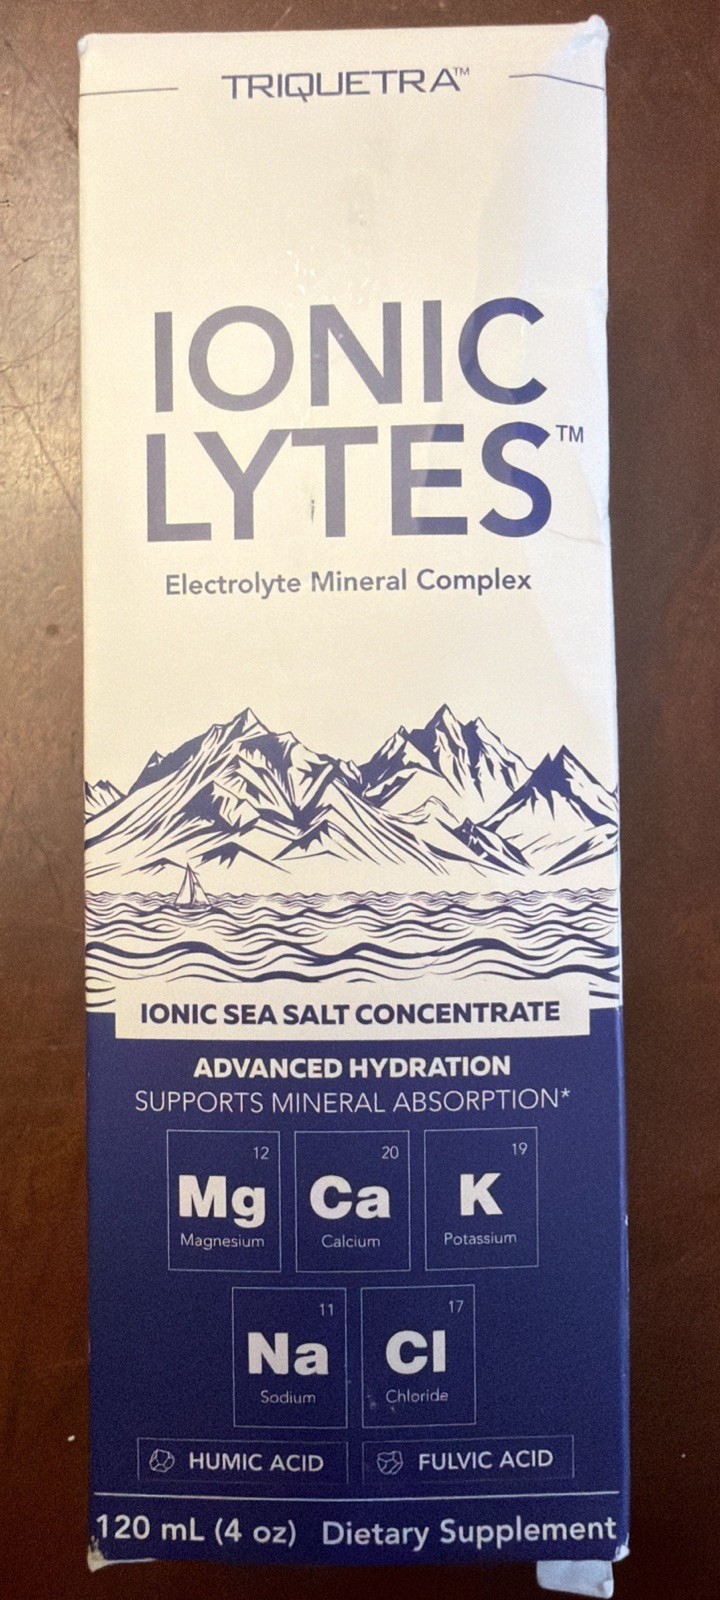 TRIQUETRA™
IONIC
LYTES™
Electrolyte Mineral Complex
IONIC SEA SALT CONCENTRATE
ADVANCED HYDRATION
SUPPORTS MINERAL ABSORPTION*
12 20 19
Mg Ca K
Magnesium Calcium Potassium
11 17
Na Cl
Sodium Chloride
HUMIC ACID FULVIC ACID
120 mL (4 oz) Dietary Supplement